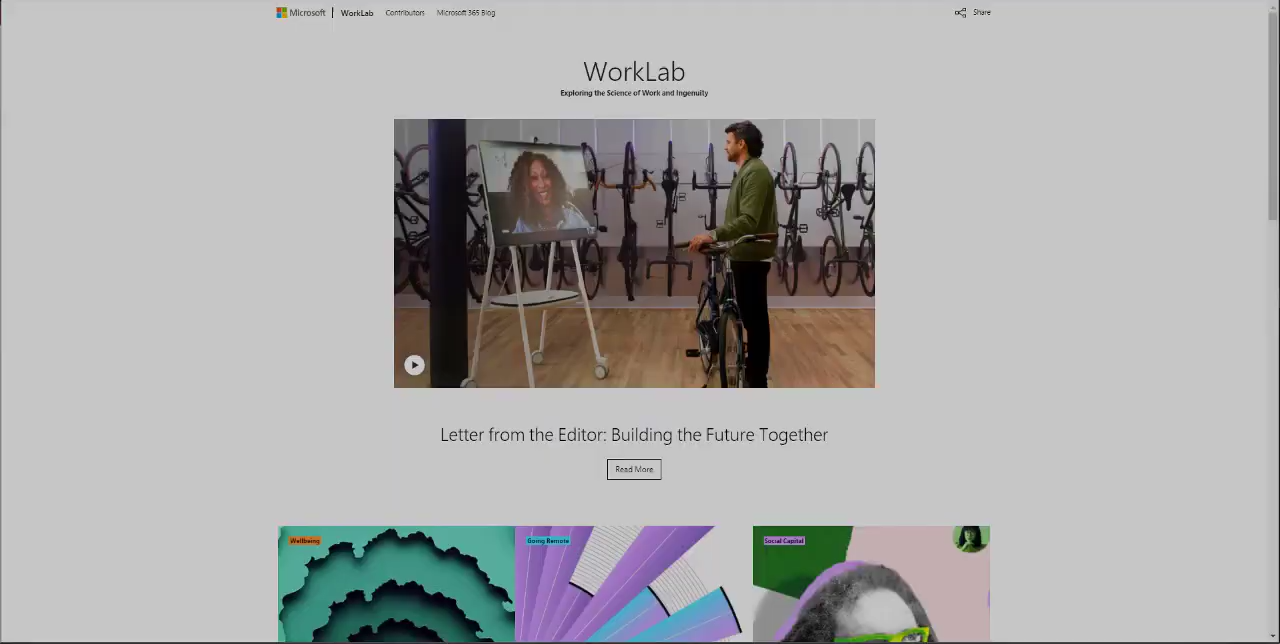 Microsoft
WorkLab
Contributors
Microsoft 365 Blog
Share
WorkLab
Exploring the Science of Work and Ingenuity
Letter from the Editor: Building the Future Together
Read More
Wellbeing
Going Remote
Social Capital